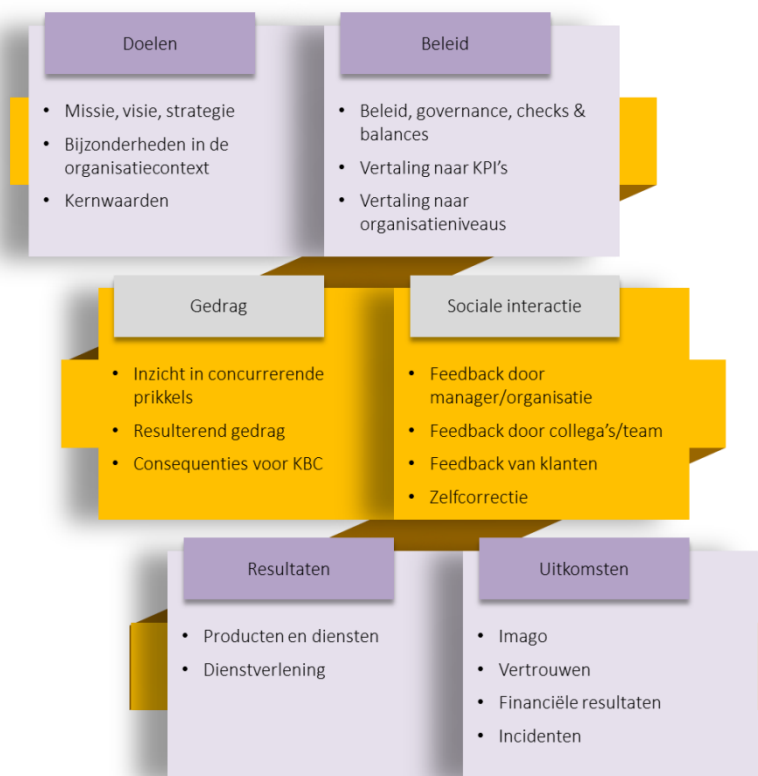 Doelen
• Missie, visie, strategie
• Bijzonderheden in de
organisatiecontext
• Kernwaarden
Beleid
• Beleid, governance, checks &
balances
• Vertaling naar KPI’s
• Vertaling naar
organisatieniveaus
Gedrag
• Inzicht in concurrerende
prikkels
• Resulterend gedrag
• Consequenties voor KBC
Sociale interactie
• Feedback door
manager/organisatie
• Feedback door collega’s/team
• Feedback van klanten
• Zelfcorrectie
Resultaten
• Producten en diensten
• Dienstverlening
Uitkomsten
• Imago
• Vertrouwen
• Financiële resultaten
• Incidenten